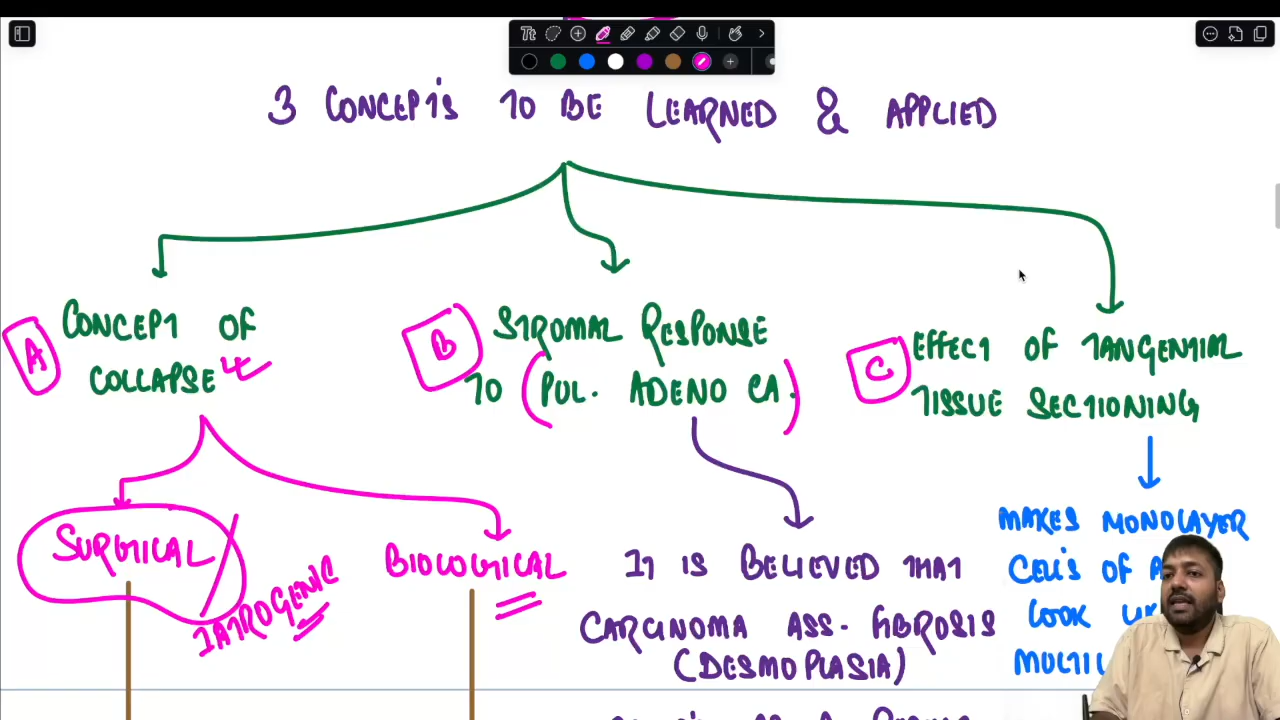 3 CONCEPTS TO BE LEARNED & APPLIED
A CONCEPT OF
COLLAPSE
SURGICAL
IATROGENIC
BIOLOGICAL
B STROMAL RESPONSE
TO (PUL. ADENO CA.)
IT IS BELIEVED THAT
CARCINOMA ASS. FIBROSIS
(DESMOPLASIA)
C EFFECT OF TANGENTIAL
TISSUE SECTIONING
MAKES MONOLAYER
CELLS OF
LOOK